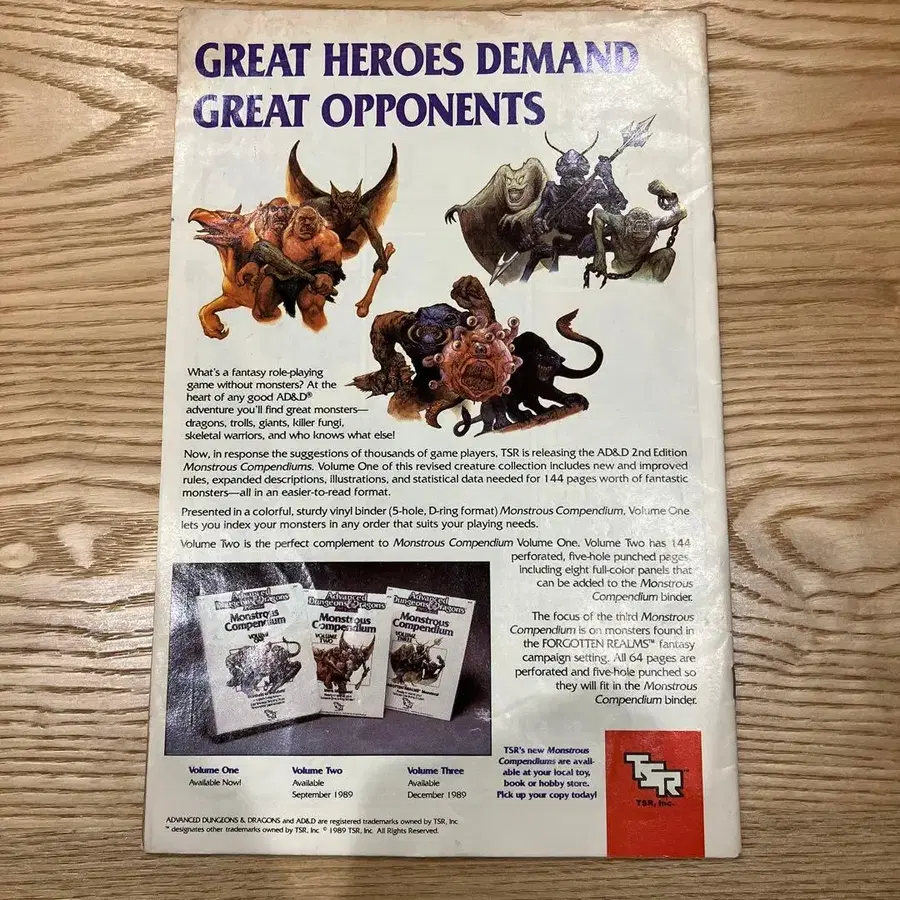 GREAT HEROES DEMAND
GREAT OPPONENTS
What's a fantasy role-playing
game without monsters? At the
heart of any good AD&D®
adventure you'll find great monsters—
dragons, trolls, giants, killer fungi,
skeletal warriors, and who knows what else!
Now, in response to the suggestions of thousands of game players, TSR is releasing the AD&D 2nd Edition
Monstrous Compendiums. Volume One of this revised creature collection includes new and improved
rules, expanded descriptions, illustrations, and statistical data needed for 144 pages worth of fantastic
monsters—all in an easier-to-read format.
Presented in a colorful, sturdy vinyl binder (5-hole, D-ring format) Monstrous Compendium, Volume One
lets you index your monsters in any order that suits your playing needs.
Volume Two is the perfect complement to Monstrous Compendium Volume One. Volume Two has 144
perforated, five-hole punched pages,
including eight full-color panels that
can be added to the Monstrous
Compendium binder.
The focus of the third Monstrous
Compendium is on monsters found in
the FORGOTTEN REALMS™ fantasy
campaign setting. All 64 pages are
perforated and five-hole punched so
they will fit in the Monstrous
Compendium binder.
Advanced
Dungeons & Dragons
Monstrous
Compendium
VOLUME
ONE
Advanced
Dungeons & Dragons
Monstrous
Compendium
VOLUME
TWO
Advanced
Dungeons & Dragons
Monstrous
Compendium
VOLUME
THREE
Volume One
Available Now!
Volume Two
Available
September 1989
Volume Three
Available
December 1989
TSR's new Monstrous
Compendiums are avail-
able at your local toy,
book or hobby store.
Pick up your copy today!
TSR
TSR, Inc.
ADVANCED DUNGEONS & DRAGONS and AD&D are registered trademarks owned by TSR, Inc
™ designates other trademarks owned by TSR, Inc © 1989 TSR, Inc All Rights Reserved.